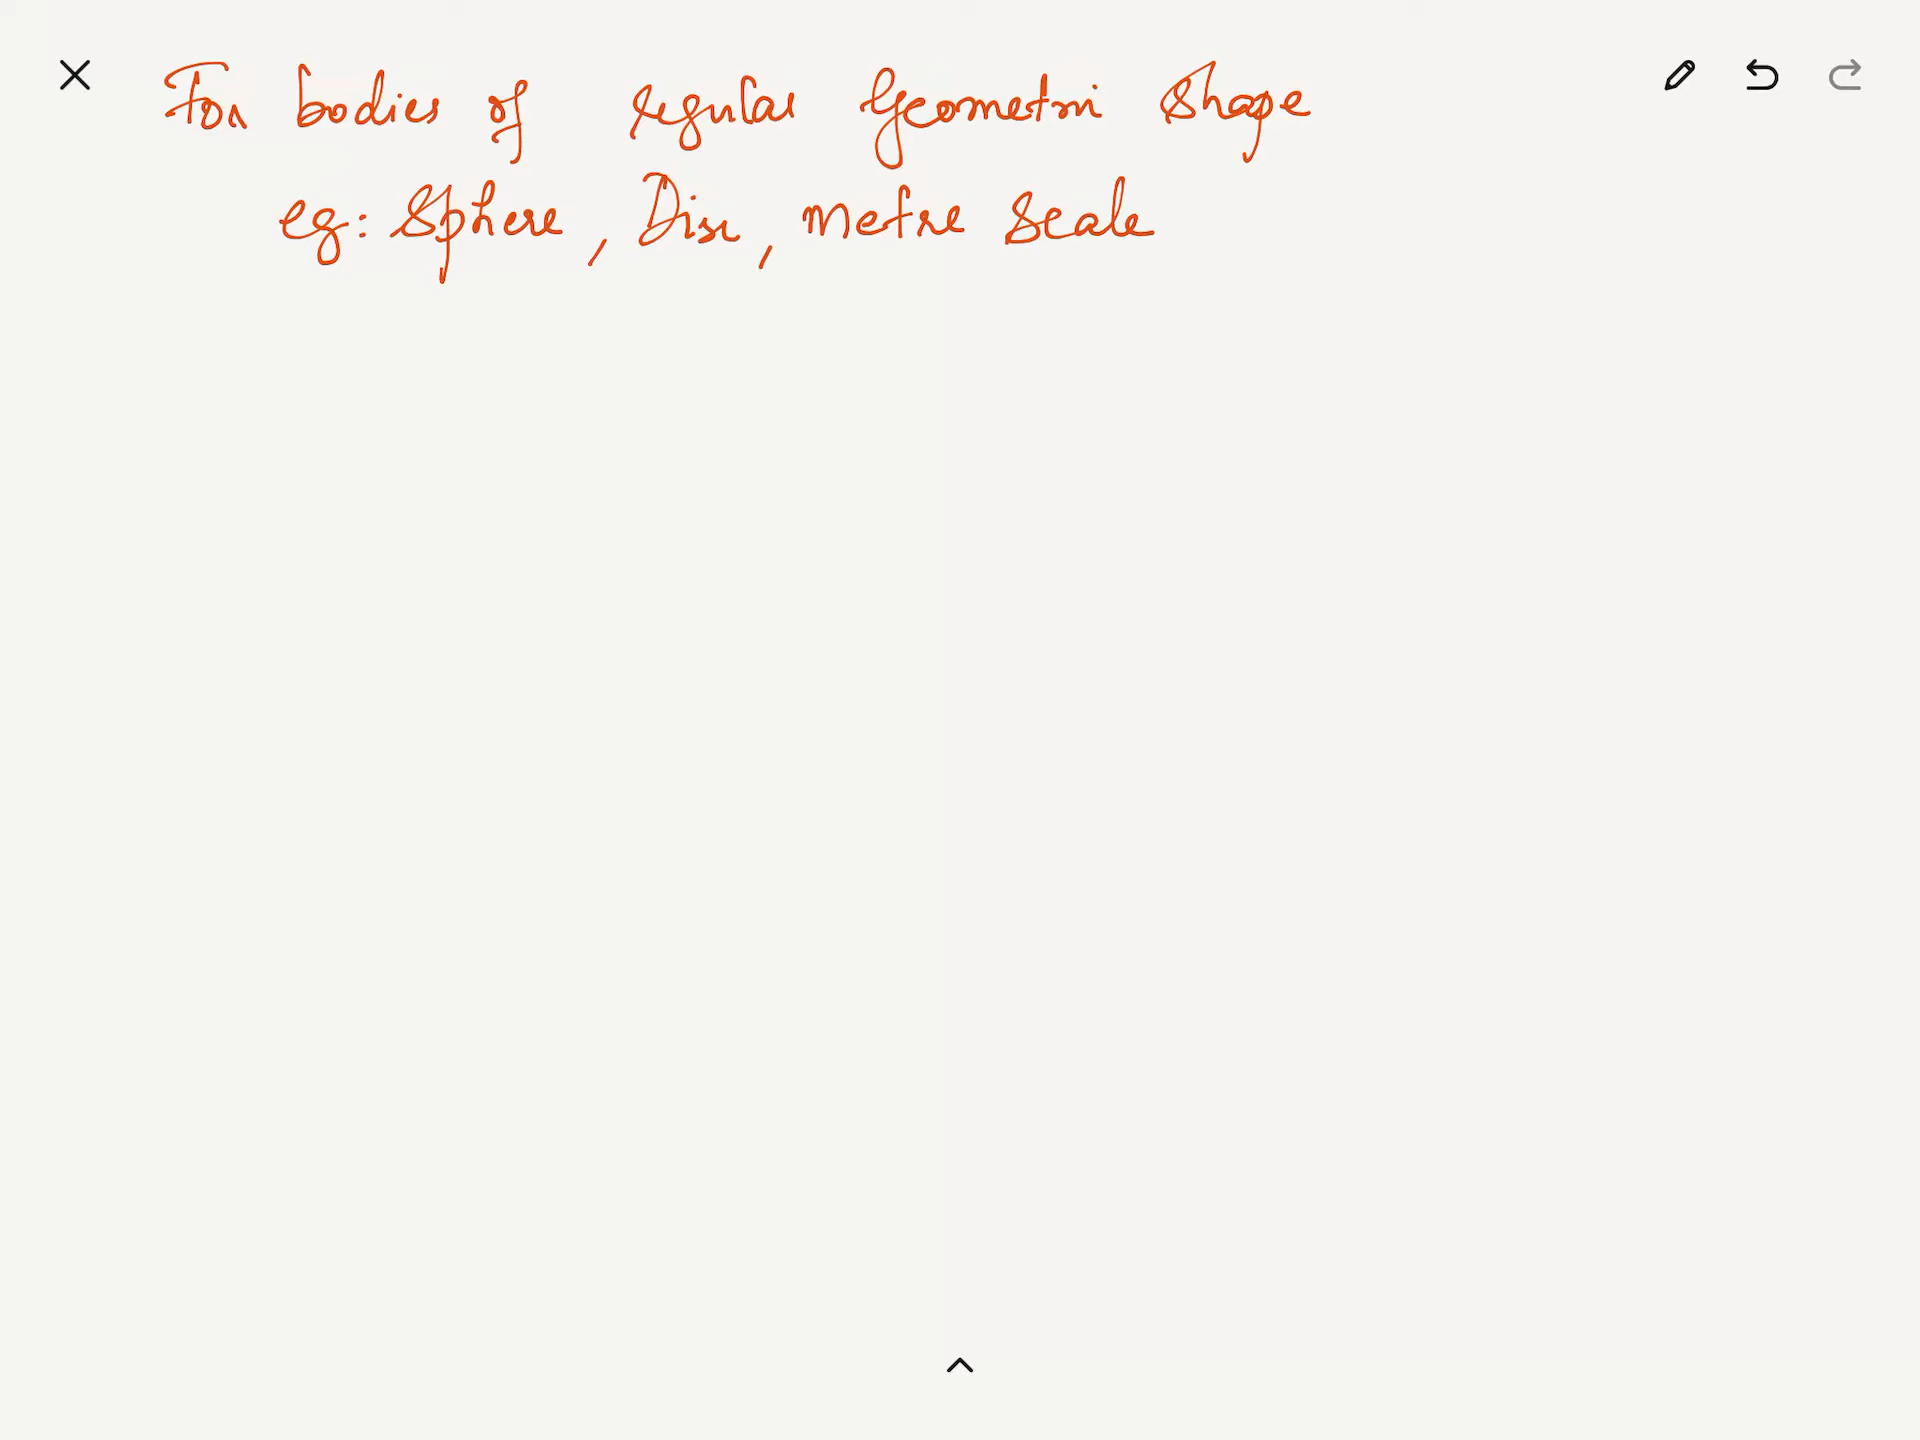 For bodies of regular Geometri Shape
eg: Sphere, Disc, Metre Scale